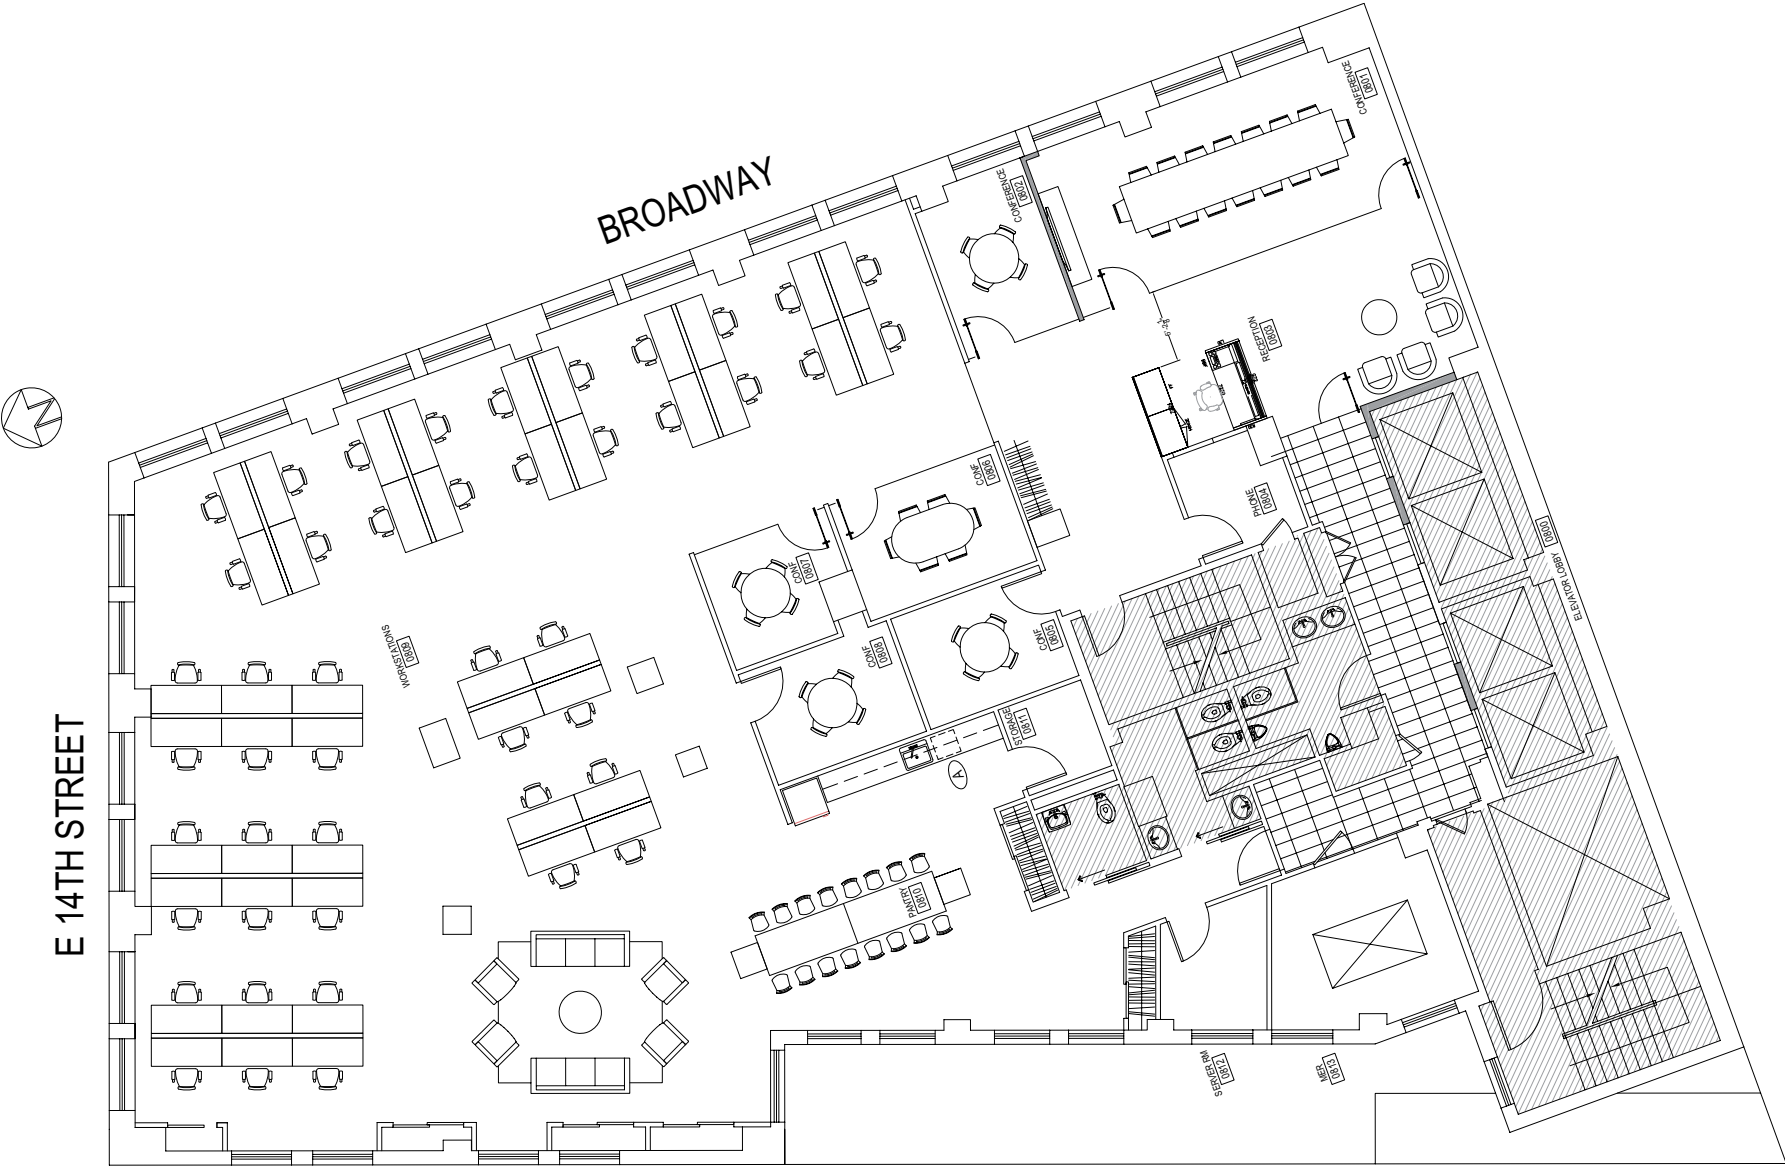 BROADWAY
E 14TH STREET
CONFERENCE
0801
CONFERENCE
0802
RECEPTION
0803
PHONE
0804
CONF
0805
CONF
0806
CONF
0807
CONF
0808
WORKSTATIONS
0809
PANTRY
0810
STORAGE
0811
A
SERVER RM
0812
MER
0813
ELEVATOR LOBBY
0800